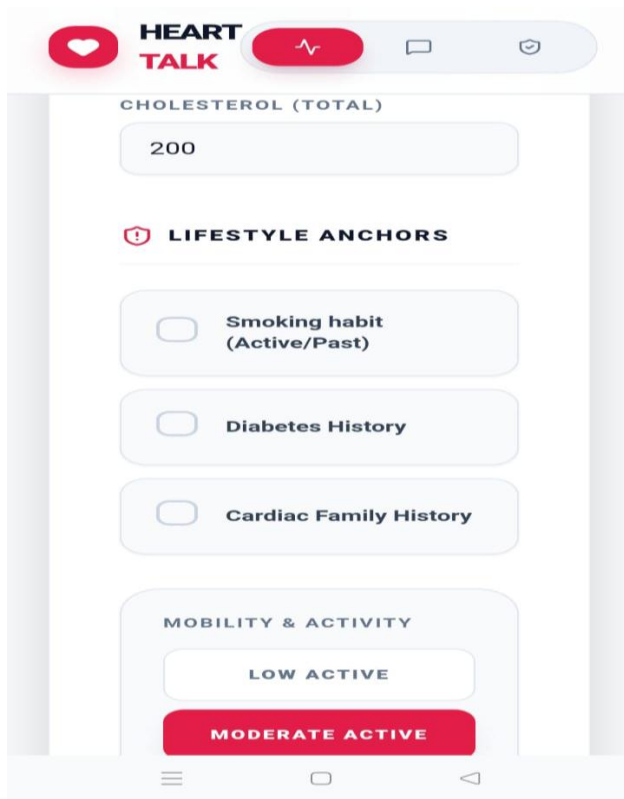 HEART
TALK
CHOLESTEROL (TOTAL)
200
LIFESTYLE ANCHORS
Smoking habit
(Active/Past)
Diabetes History
Cardiac Family History
MOBILITY & ACTIVITY
LOW ACTIVE
MODERATE ACTIVE